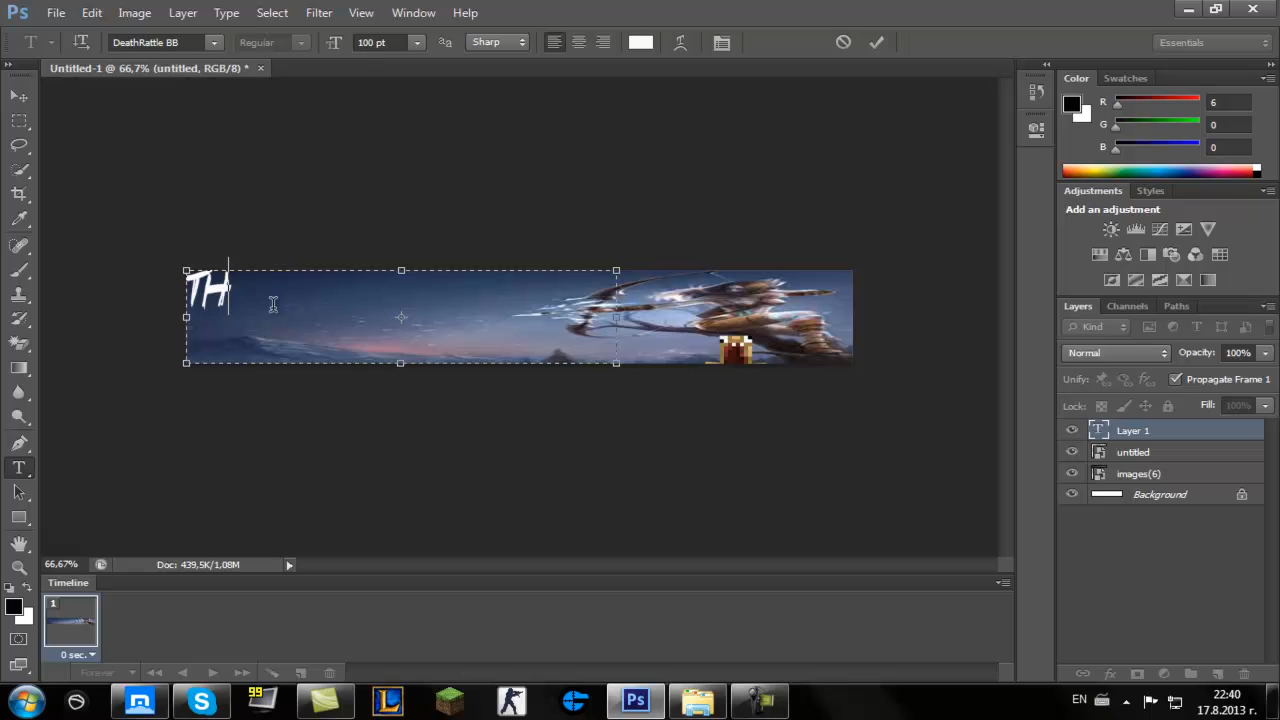 Ps File Edit Image Layer Type Select Filter View Window Help
T DeathRattle BB Regular 100 pt aa Sharp Essentials
Untitled-1 @ 66,7% (untitled, RGB/8) * ×
Color Swatches
R 6
G 0
B 0
Adjustments Styles
Add an adjustment
TH
Layers Channels Paths
Kind
Normal Opacity: 100%
Unify: Propagate Frame 1
Lock: Fill: 100%
T Layer 1
untitled
images(6)
Background
66,67% Doc: 439,5K/1,08M
Timeline
1
0 sec.
Forever
99
Ps
EN
22:40
17.8.2013 г.